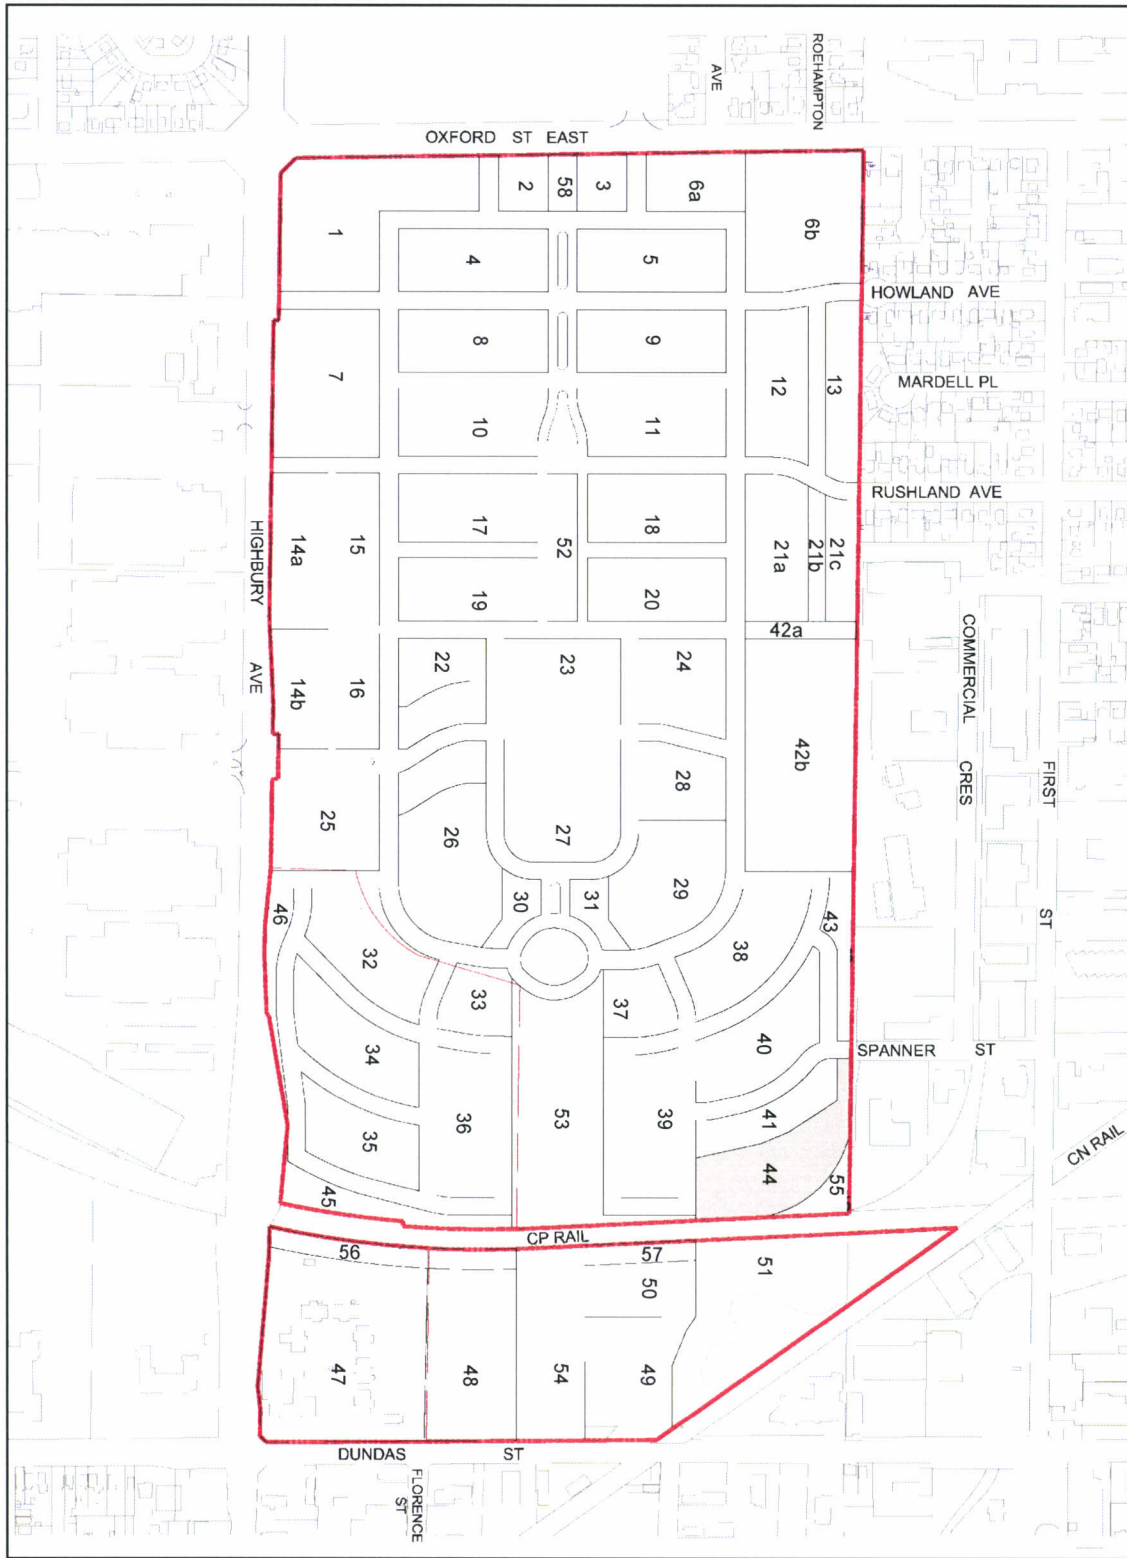 ROEHAMPTON
AVE
OXFORD ST EAST
2
58
3
6a
6b
1
4
5
HOWLAND AVE
8
9
7
12
13
MARDELL PL
10
11
RUSHLAND AVE
HIGHBURY AVE
14a
15
17
52
18
21a
21b
21c
19
20
42a
COMMERCIAL CRES
14b
16
22
23
24
42b
FIRST ST
25
26
27
28
29
30
31
46
32
33
37
38
43
34
40
SPANNER ST
35
36
53
39
41
44
55
CN RAIL
45
CP RAIL
56
57
50
51
47
48
54
49
DUNDAS ST
FLORENCE
ST